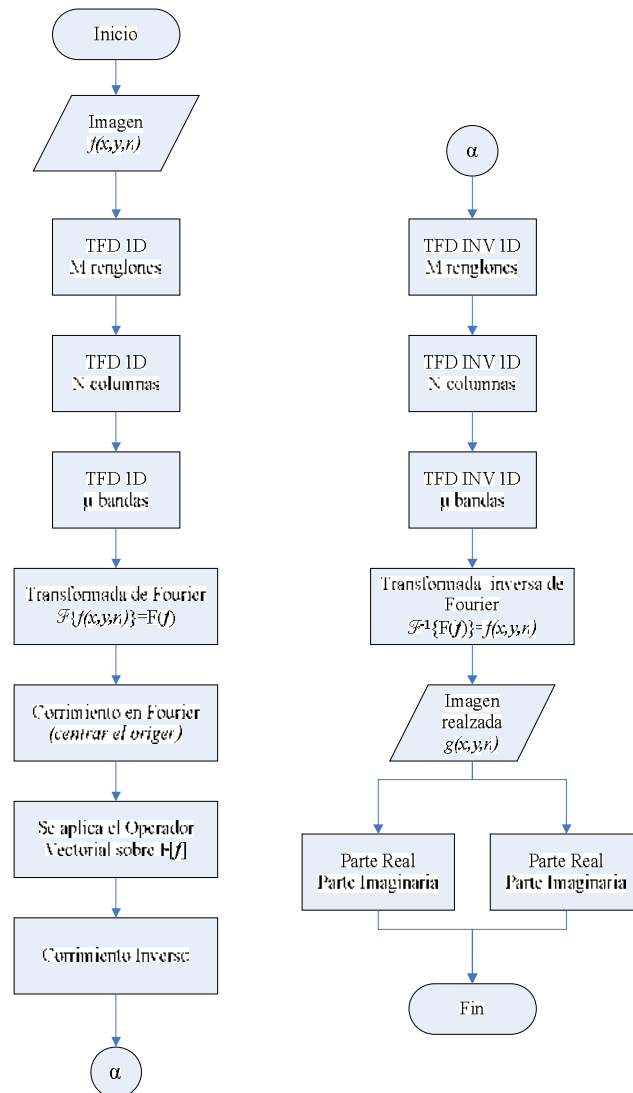 Inicio
Imagen
f(x,y,n)
TFD 1D
M renglones
TFD 1D
N columnas
TFD 1D
μ bandas
Transformada de Fourier
ℱ{f(x,y,n)}=F(f)
Corrimiento en Fourier
(centrar el origen)
Se aplica el Operador
Vectorial sobre F[f]
Corrimiento Inverso
α
α
TFD INV 1D
M renglones
TFD INV 1D
N columnas
TFD INV 1D
μ bandas
Transformada inversa de
Fourier
ℱ⁻¹{F(f)}=f(x,y,n)
Imagen
realzada
g(x,y,n)
Parte Real
Parte Imaginaria
Parte Real
Parte Imaginaria
Fin